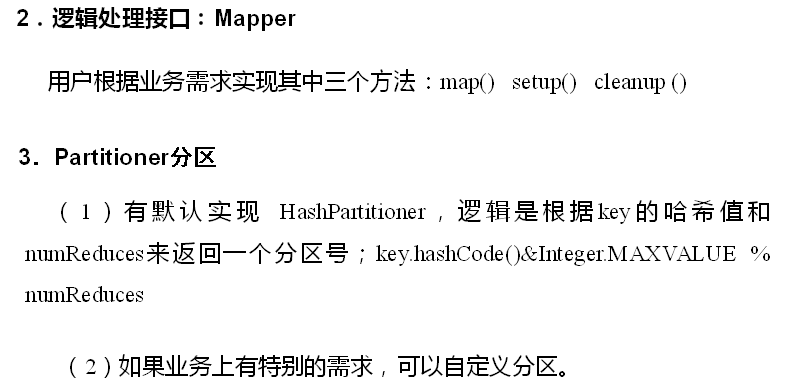 2．逻辑处理接口：Mapper
用户根据业务需求实现其中三个方法：map() setup() cleanup ()
3．Partitioner分区
（1）有默认实现 HashPartitioner，逻辑是根据key的哈希值和
numReduces来返回一个分区号；key.hashCode()&Integer.MAXVALUE %
numReduces
（2）如果业务上有特别的需求，可以自定义分区。